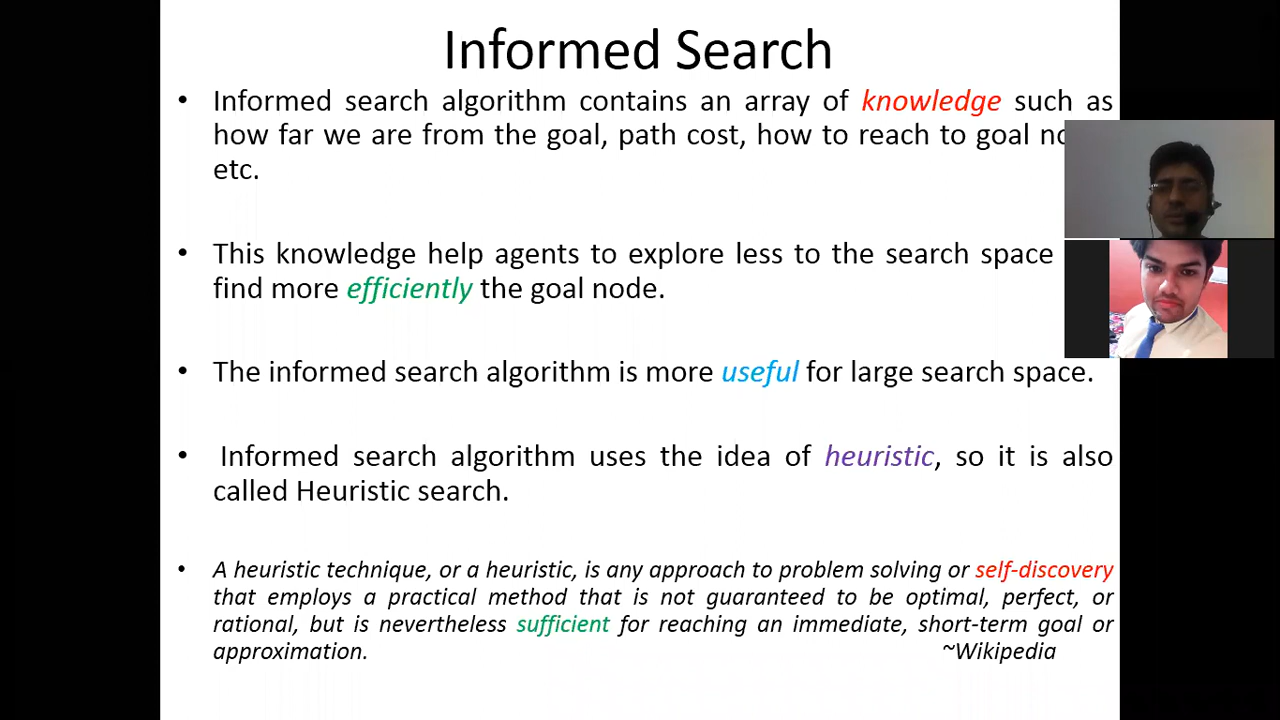 Informed Search
• Informed search algorithm contains an array of knowledge such as
how far we are from the goal, path cost, how to reach to goal
etc.
• This knowledge help agents to explore less to the search space
find more efficiently the goal node.
• The informed search algorithm is more useful for large search space.
• Informed search algorithm uses the idea of heuristic, so it is also
called Heuristic search.
• A heuristic technique, or a heuristic, is any approach to problem solving or self-discovery
that employs a practical method that is not guaranteed to be optimal, perfect, or
rational, but is nevertheless sufficient for reaching an immediate, short-term goal or
approximation. ~Wikipedia